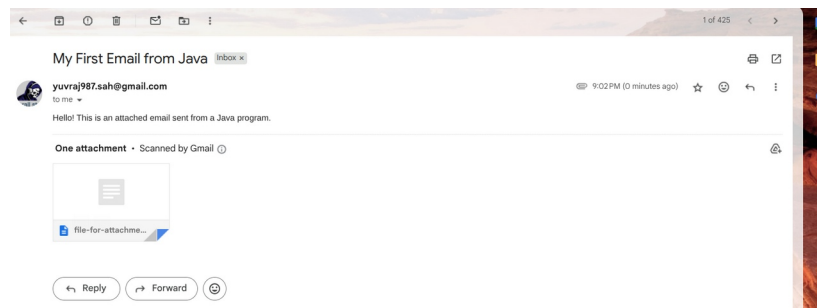 1 of 425
My First Email from Java Inbox ×
yuvraj987.sah@gmail.com 9:02 PM (0 minutes ago)
to me
Hello! This is an attached email sent from a Java program.
One attachment • Scanned by Gmail
file-for-attachme...
Reply Forward